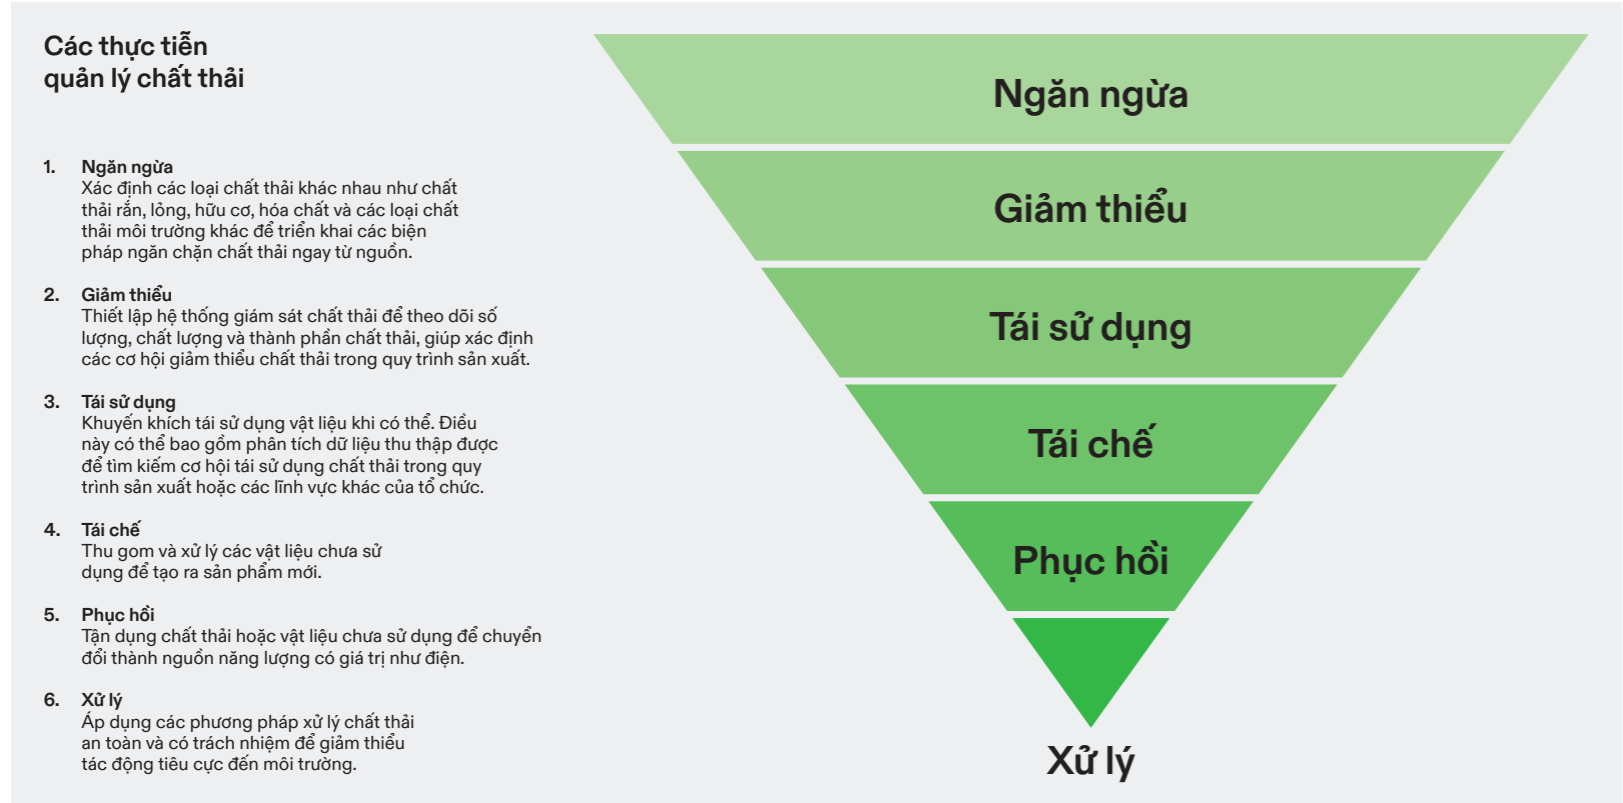 Các thực tiễn
quản lý chất thải
1. Ngăn ngừa
Xác định các loại chất thải khác nhau như chất
thải rắn, lỏng, hữu cơ, hóa chất và các loại chất
thải môi trường khác để triển khai các biện
pháp ngăn chặn chất thải ngay từ nguồn.
2. Giảm thiểu
Thiết lập hệ thống giám sát chất thải để theo dõi số
lượng, chất lượng và thành phần chất thải, giúp xác định
các cơ hội giảm thiểu chất thải trong quy trình sản xuất.
3. Tái sử dụng
Khuyến khích tái sử dụng vật liệu khi có thể. Điều
này có thể bao gồm phân tích dữ liệu thu thập được
để tìm kiếm cơ hội tái sử dụng chất thải trong quy
trình sản xuất hoặc các lĩnh vực khác của tổ chức.
4. Tái chế
Thu gom và xử lý các vật liệu chưa sử
dụng để tạo ra sản phẩm mới.
5. Phục hồi
Tận dụng chất thải hoặc vật liệu chưa sử dụng để chuyển
đổi thành nguồn năng lượng có giá trị như điện.
6. Xử lý
Áp dụng các phương pháp xử lý chất thải
an toàn và có trách nhiệm để giảm thiểu
tác động tiêu cực đến môi trường.
Ngăn ngừa
Giảm thiểu
Tái sử dụng
Tái chế
Phục hồi
Xử lý